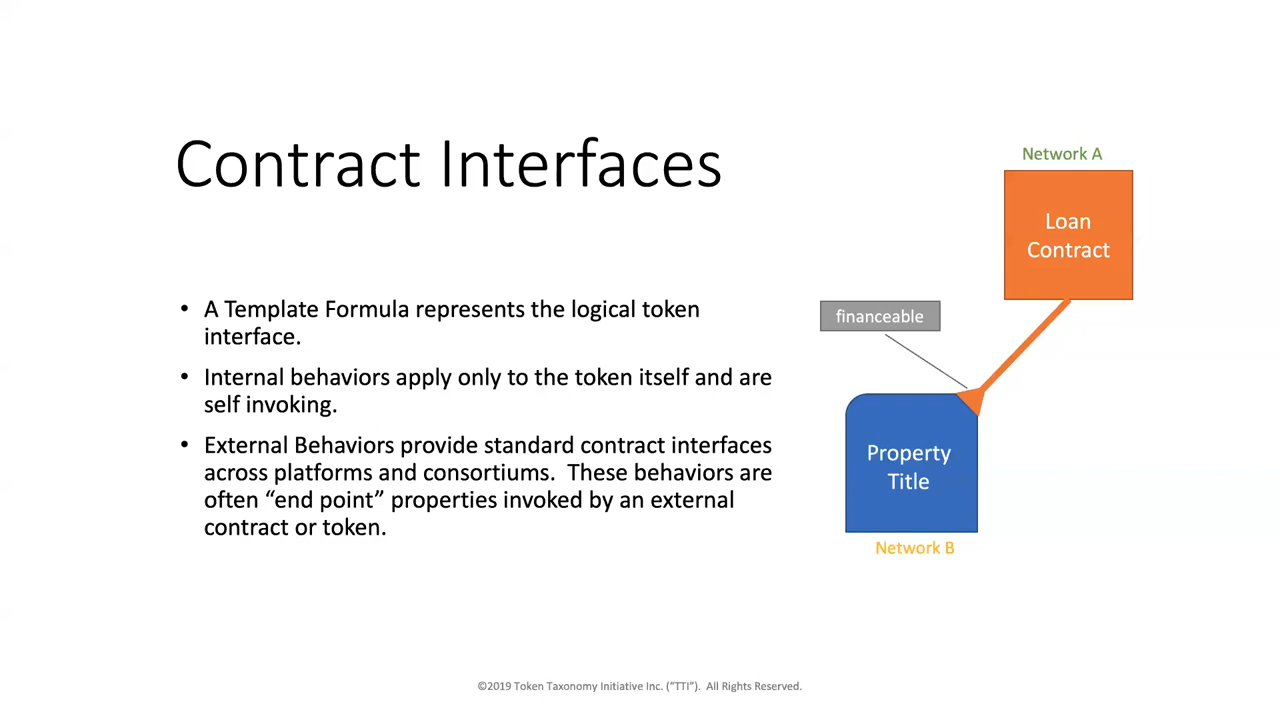 Contract Interfaces
• A Template Formula represents the logical token
interface.
• Internal behaviors apply only to the token itself and are
self invoking.
• External Behaviors provide standard contract interfaces
across platforms and consortiums.  These behaviors are
often “end point” properties invoked by an external
contract or token.
Network A
Loan
Contract
financeable
Property
Title
Network B
©2019 Token Taxonomy Initiative Inc. (“TTI”).  All Rights Reserved.